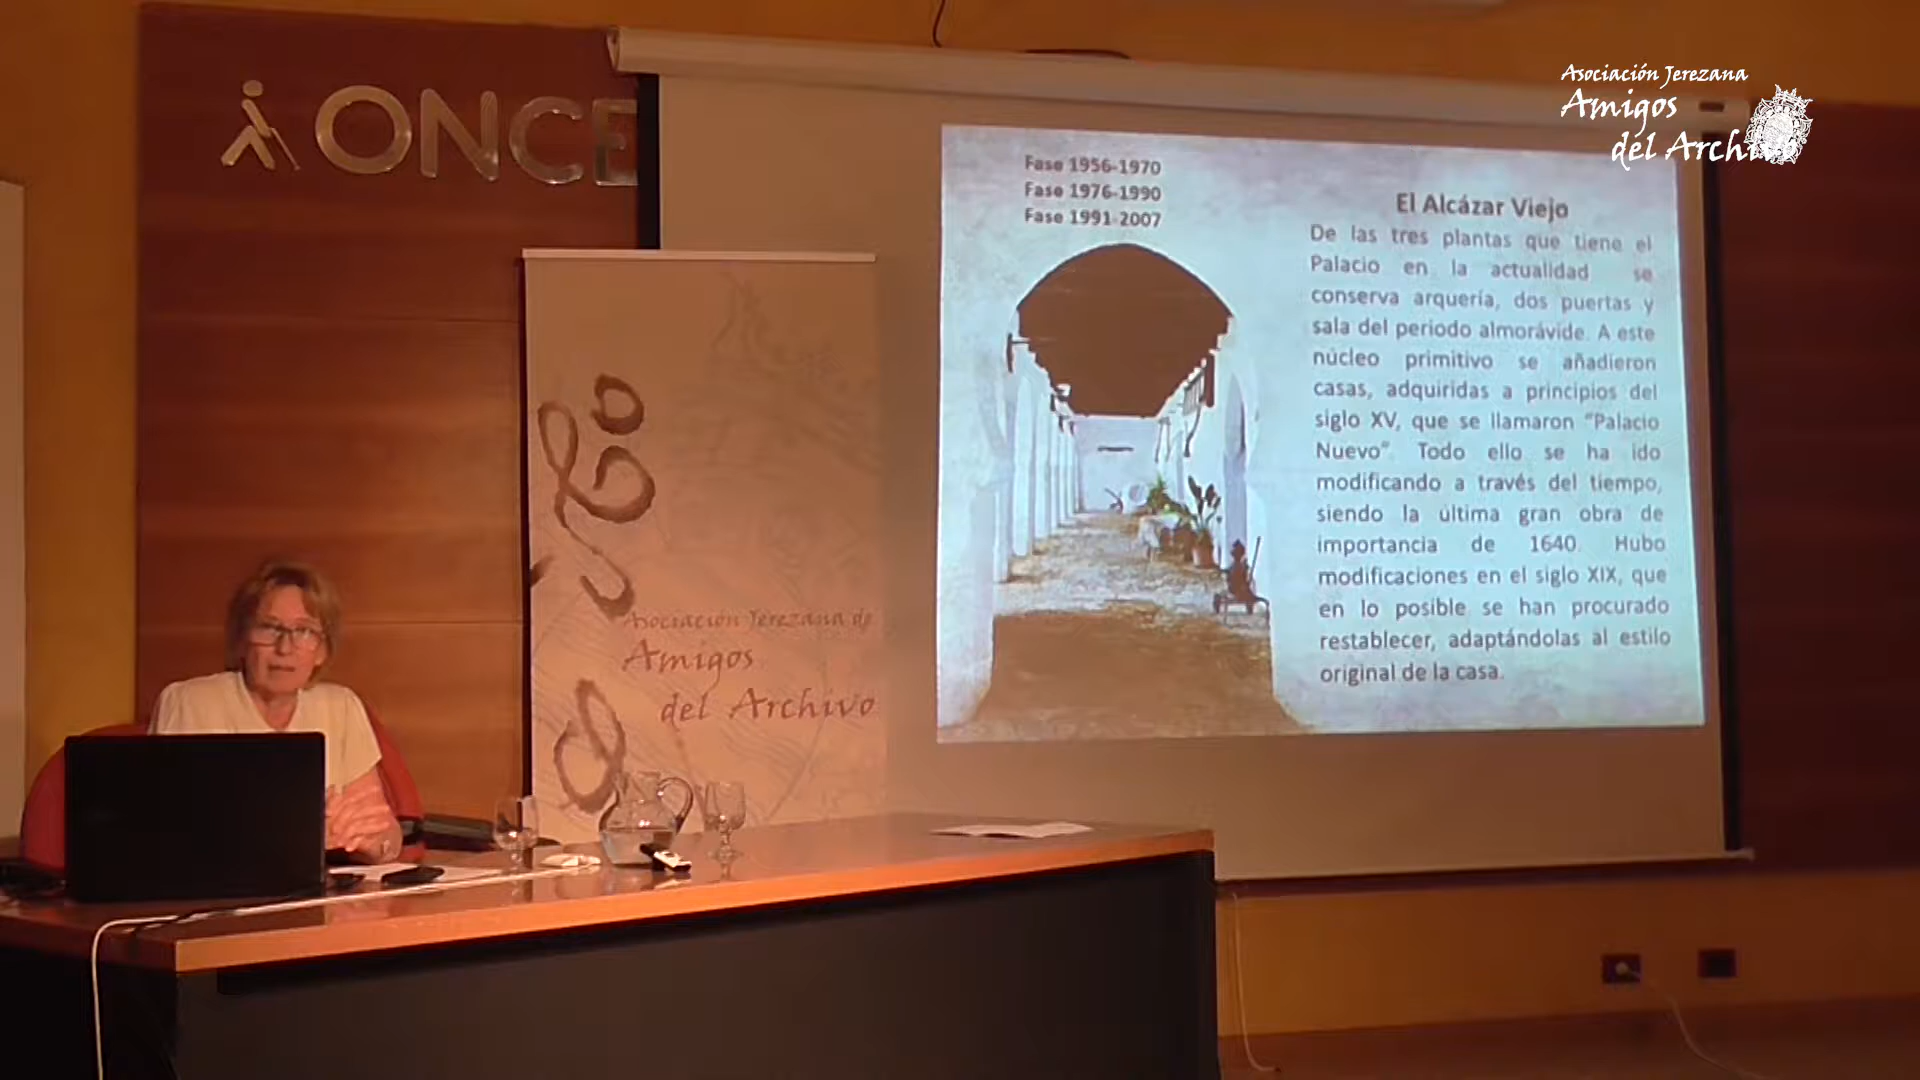 ONCE
Asociación Jerezana
Amigos
del Archivo
Fase 1956-1970
Fase 1976-1990
Fase 1991-2007
El Alcázar Viejo
De las tres plantas que tiene el
Palacio en la actualidad se
conserva arquería, dos puertas y
sala del periodo almorávide. A este
núcleo primitivo se añadieron
casas, adquiridas a principios del
siglo XV, que se llamaron "Palacio
Nuevo". Todo ello se ha ido
modificando a través del tiempo,
siendo la última gran obra de
importancia de 1640. Hubo
modificaciones en el siglo XIX, que
en lo posible se han procurado
restablecer, adaptándolas al estilo
original de la casa.
Asociación Jerezana de
Amigos
del Archivo